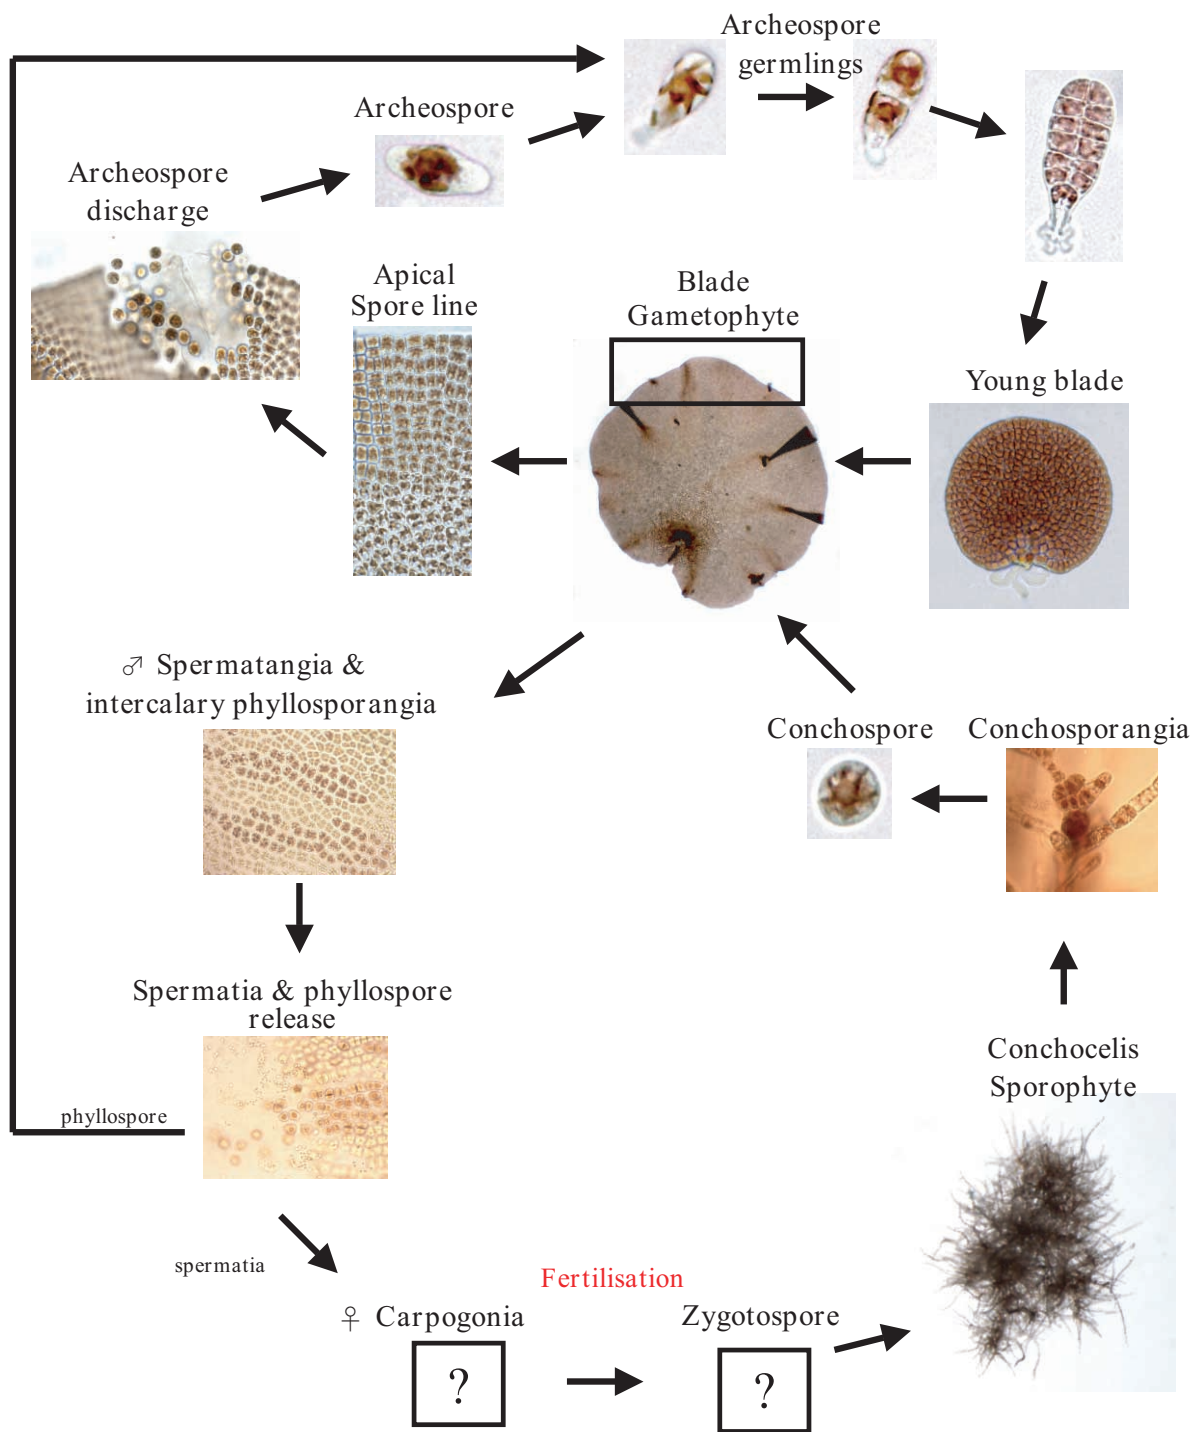 Archeospore
germlings
Archeospore
Archeospore
discharge
Apical
Spore line
Blade
Gametophyte
Young blade
♂ Spermatangia &
intercalary phyllosporangia
Conchospore
Conchosporangia
Spermatia & phyllospore
release
Conchocelis
Sporophyte
phyllospore
spermatia
Fertilisation
♀ Carpogonia
Zygotospore
?
?